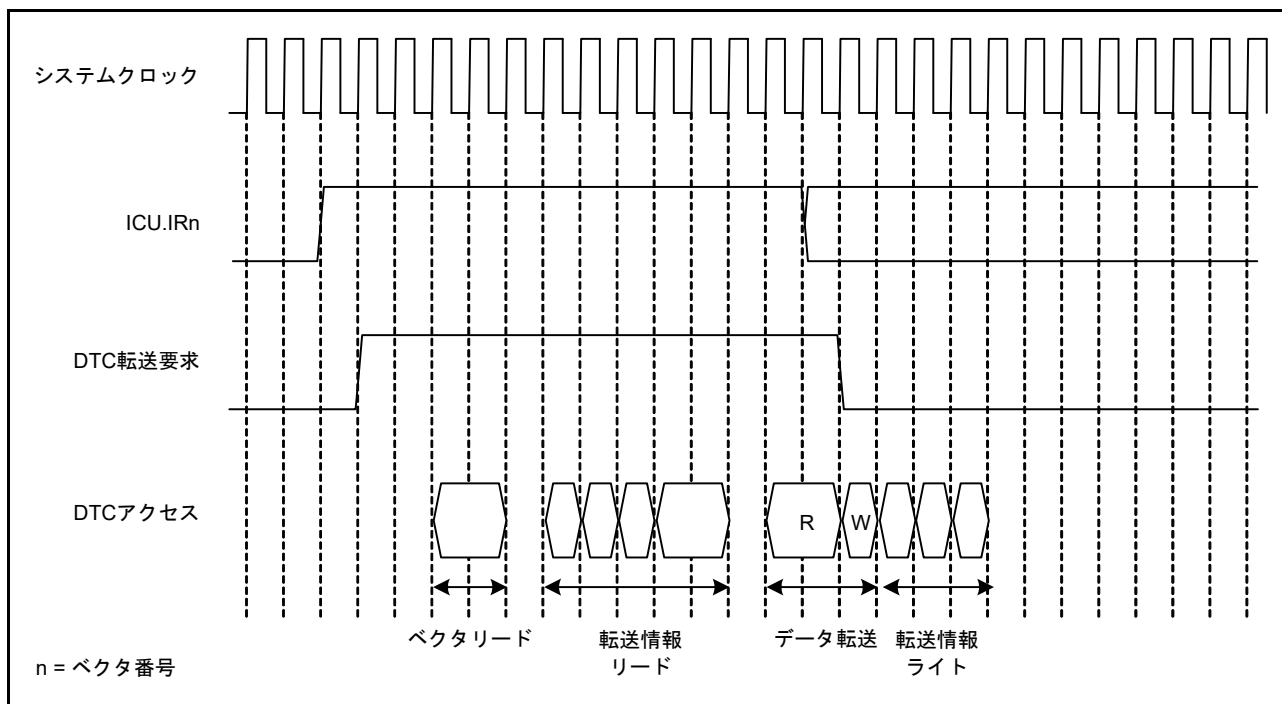 システムクロック
ICU.IRn
DTC転送要求
DTCアクセス
R
W
ベクタリード
転送情報
リード
データ転送
転送情報
ライト
n = ベクタ番号